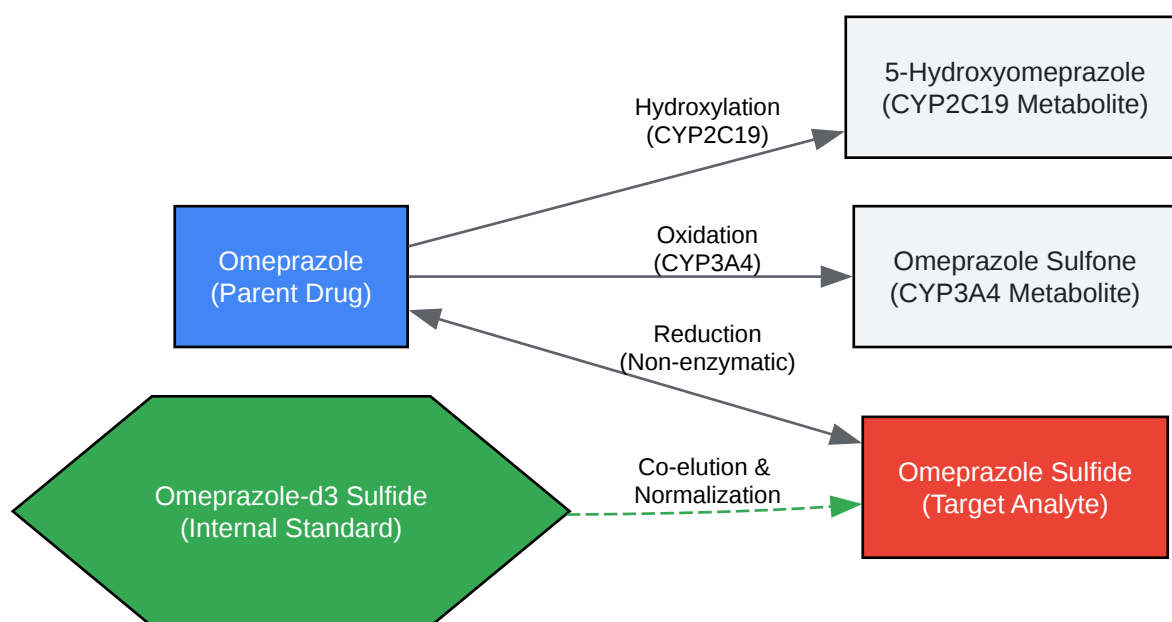 5-Hydroxyomeprazole
(CYP2C19 Metabolite)
Hydroxylation
(CYP2C19)
Omeprazole
(Parent Drug)
Oxidation
(CYP3A4)
Omeprazole Sulfone
(CYP3A4 Metabolite)
Reduction
(Non-enzymatic)
Omeprazole-d3 Sulfide
(Internal Standard)
Co-elution &
Normalization
Omeprazole Sulfide
(Target Analyte)